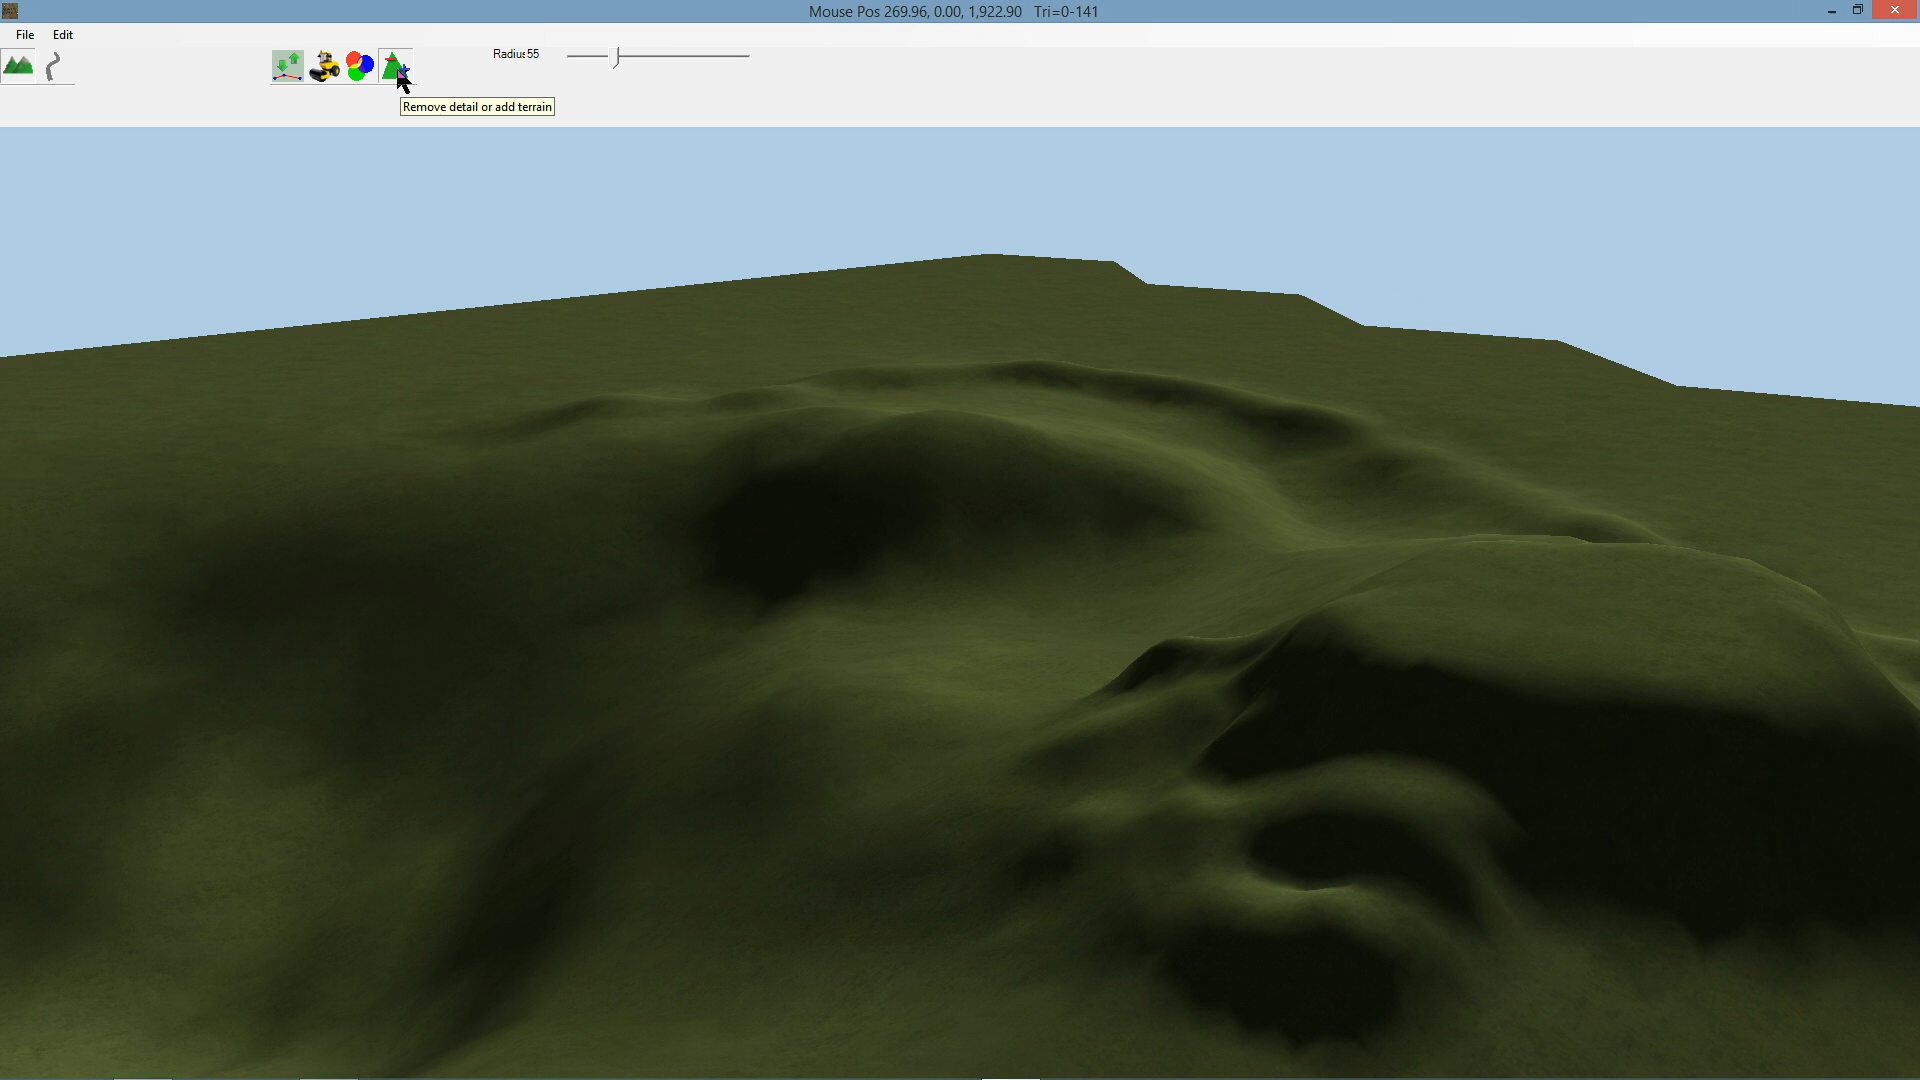 Mouse Pos 269.96, 0.00, 1,922.90 Tri=0-141
File Edit
Radius 55
Remove detail or add terrain